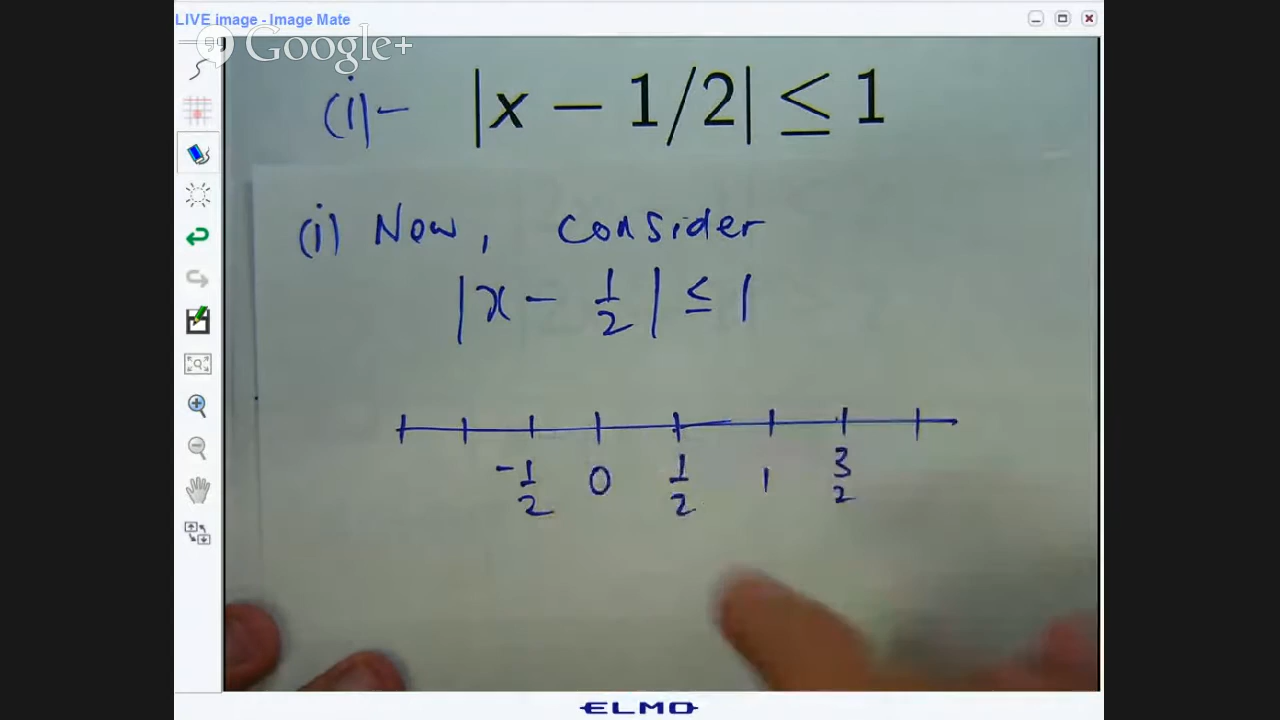 LIVE image - Image Mate
Google+
(i)- |x − 1/2| ≤ 1
(i) Now, consider
|x - 1/2| ≤ 1
-1/2 0 1/2 1 3/2
ELMO